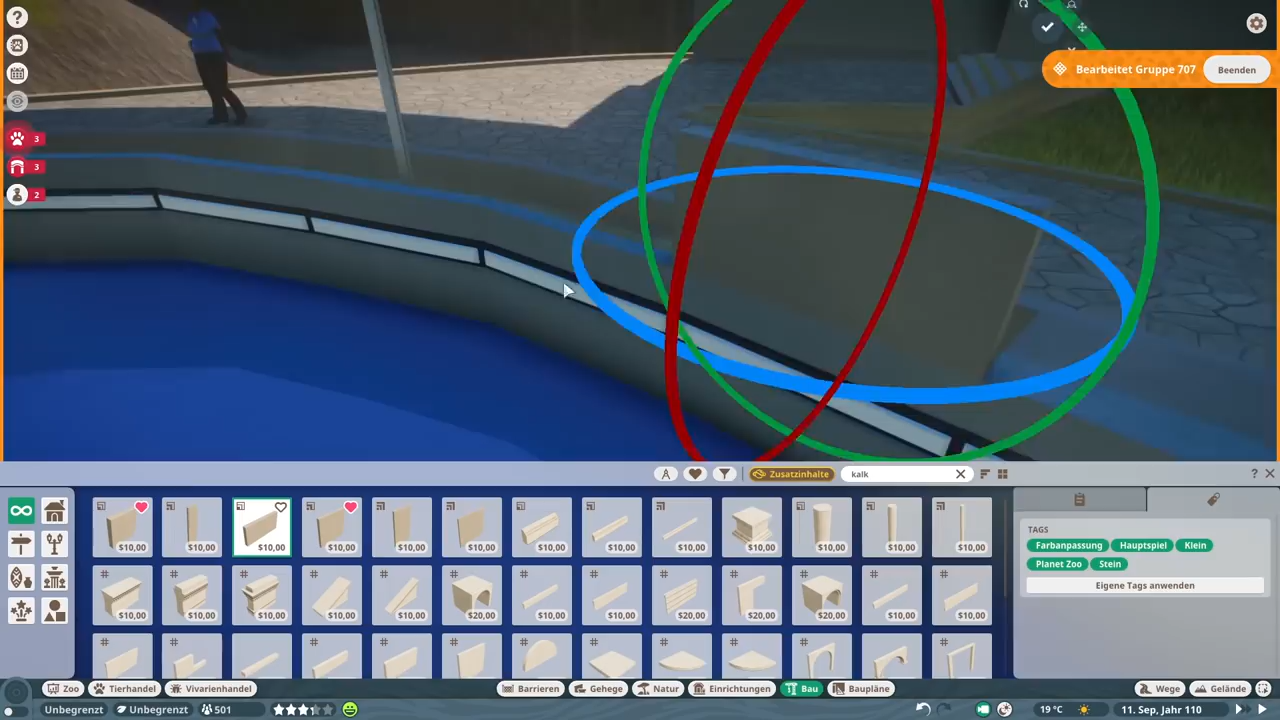 ?
3
3
2
Bearbeitet Gruppe 707 Beenden
Zusatzinhalte kalk
?
$10,00 $10,00 $10,00 $10,00 $10,00 $10,00 $10,00 $10,00 $10,00 $10,00 $10,00 $10,00 $10,00
$10,00 $10,00 $10,00 $10,00 $10,00 $20,00 $10,00 $10,00 $20,00 $10,00 $20,00 $10,00 $10,00
TAGS
Farbanpassung Hauptspiel Klein
Planet Zoo Stein
Eigene Tags anwenden
Zoo Tierhandel Vivarienhandel Barrieren Gehege Natur Einrichtungen Bau Baupläne Wege Gelände
Unbegrenzt Unbegrenzt 501 19 °C 11. Sep, Jahr 110